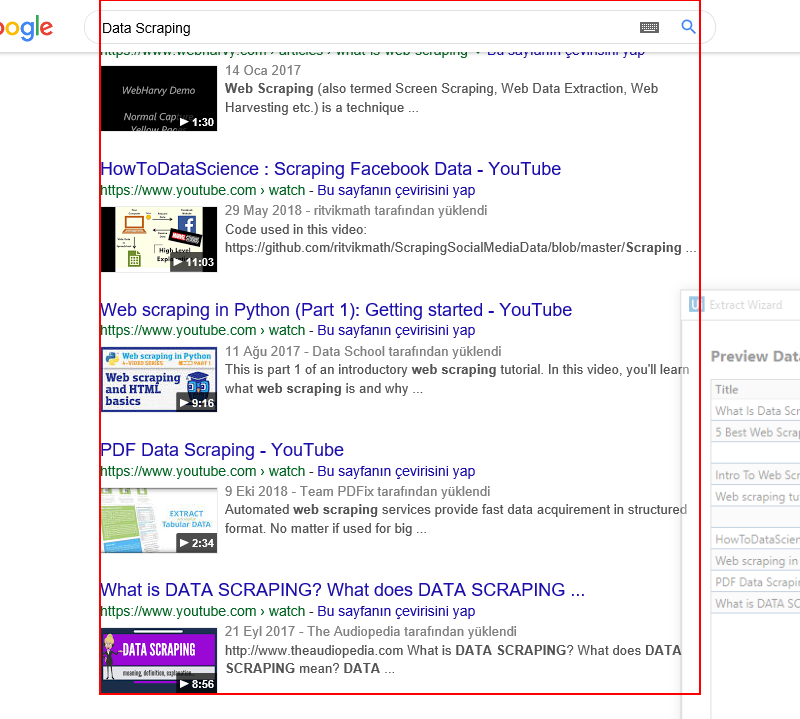 oogle
Data Scraping
https://www.webharvy.com › articles › what-is-web-scraping Bu sayfanın çevirisini yap
14 Oca 2017
WebHarvy Demo
Normal Capture
Yellow Pages
1:30
Web Scraping (also termed Screen Scraping, Web Data Extraction, Web
Harvesting etc.) is a technique ...
HowToDataScience : Scraping Facebook Data - YouTube
https://www.youtube.com › watch - Bu sayfanın çevirisini yap
29 May 2018 - ritvikmath tarafından yüklendi
11:03
Code used in this video:
https://github.com/ritvikmath/ScrapingSocialMediaData/blob/master/Scraping ...
Web scraping in Python (Part 1): Getting started - YouTube
https://www.youtube.com › watch - Bu sayfanın çevirisini yap
Web scraping in Python
4-VIDEO SERIES PART 1
Web scraping
and HTML
basics
9:16
11 Ağu 2017 - Data School tarafından yüklendi
This is part 1 of an introductory web scraping tutorial. In this video, you'll learn
what web scraping is and why ...
PDF Data Scraping - YouTube
https://www.youtube.com › watch - Bu sayfanın çevirisini yap
EXTRACT
Tabular DATA
2:34
9 Eki 2018 - Team PDFix tarafından yüklendi
Automated web scraping services provide fast data acquirement in structured
format. No matter if used for big ...
What is DATA SCRAPING? What does DATA SCRAPING ...
https://www.youtube.com › watch - Bu sayfanın çevirisini yap
DATA SCRAPING
meaning, definition, explanation
8:56
21 Eyl 2017 - The Audiopedia tarafından yüklendi
http://www.theaudiopedia.com What is DATA SCRAPING? What does DATA
SCRAPING mean? DATA ...
Ui Extract Wizard
Preview Data
Title
What Is Data Scr
5 Best Web Scrap
Intro To Web Scr
Web scraping tu
HowToDataScien
Web scraping in
PDF Data Scrapin
What is DATA SC